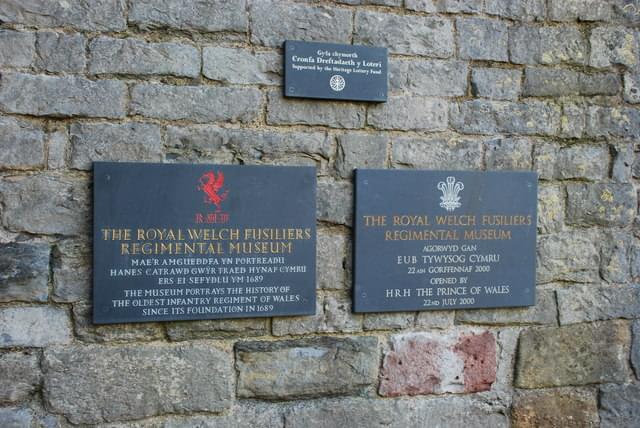 Gyda chymorth
Cronfa Dreftadaeth y Loteri
Supported by the Heritage Lottery Fund
THE ROYAL WELCH FUSILIERS
REGIMENTAL MUSEUM
MAE'R AMGUEDDFA YN PORTREADU
HANES CATRAWD GWŶR TRAED HYNAF CYMRU
ERS EI SEFYDLU YM 1689
THE MUSEUM PORTRAYS THE HISTORY OF
THE OLDEST INFANTRY REGIMENT OF WALES
SINCE ITS FOUNDATION IN 1689
THE ROYAL WELCH FUSILIERS
REGIMENTAL MUSEUM
AGORWYD GAN
EUB TYWYSOG CYMRU
22AIN GORFFENNAF 2000
OPENED BY
HRH THE PRINCE OF WALES
22ND JULY 2000